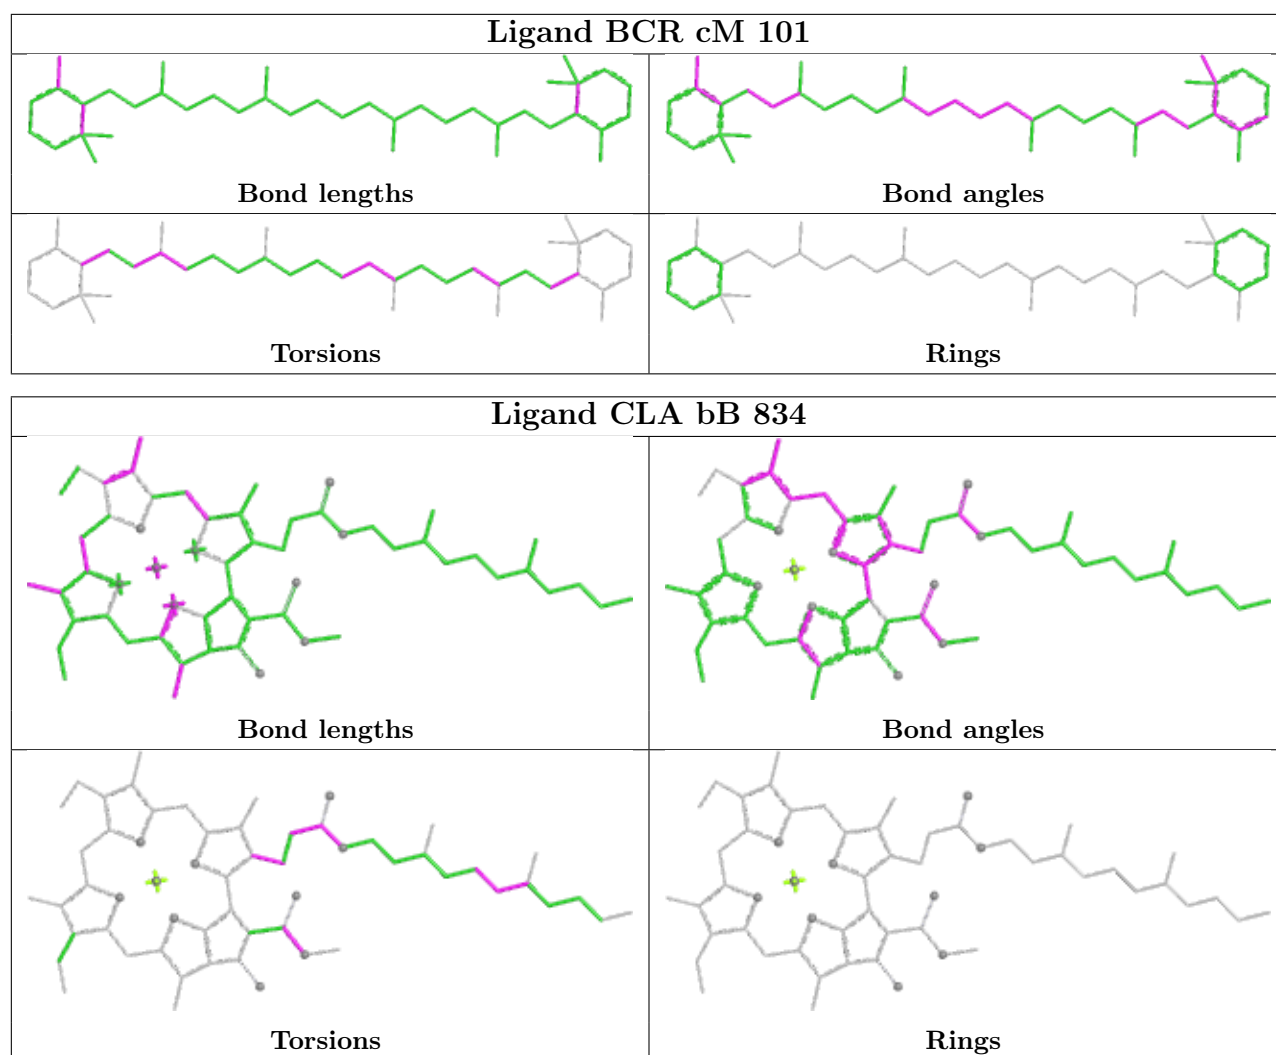 Ligand BCR cM 101
Bond lengths
Bond angles
Torsions
Rings
Ligand CLA bB 834
Bond lengths
Bond angles
Torsions
Rings